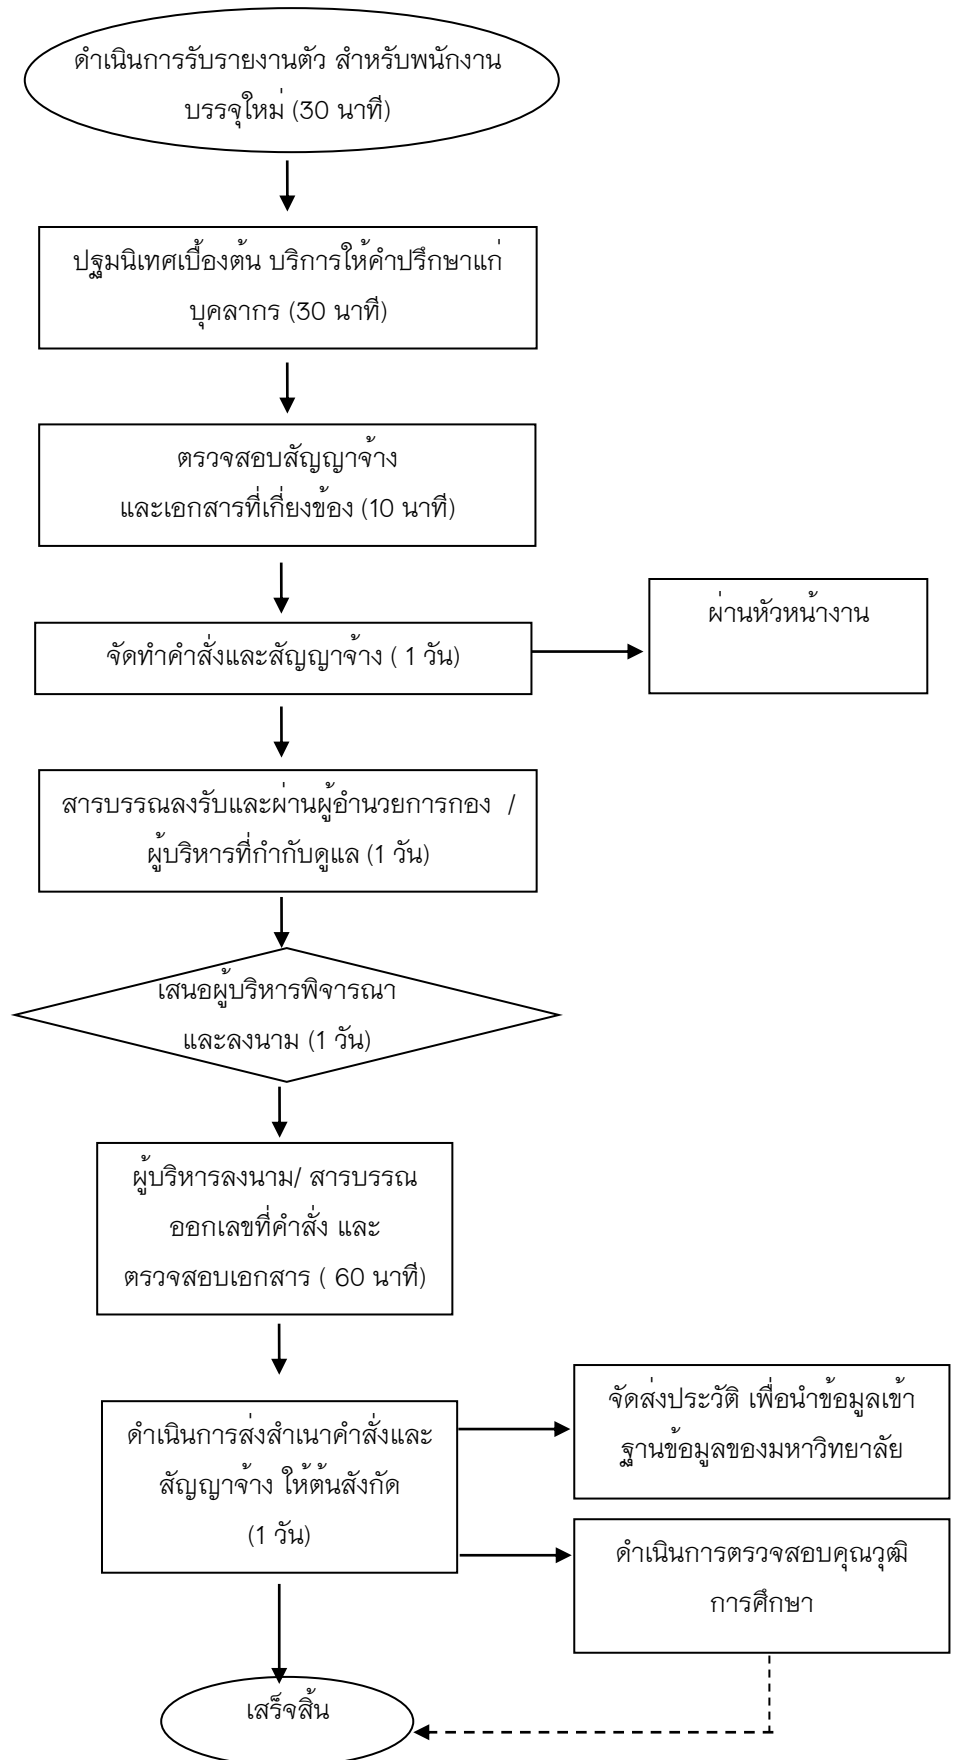 ดำเนินการรับรายงานตัว สำหรับพนักงาน
บรรจุใหม่ (30 นาที)
ปฐมนิเทศเบื้องต้น บริการให้คำปรึกษาแก่
บุคลากร (30 นาที)
ตรวจสอบสัญญาจ้าง
และเอกสารที่เกี่ยงข้อง (10 นาที)
จัดทำคำสั่งและสัญญาจ้าง ( 1 วัน)
ผ่านหัวหน้างาน
สารบรรณลงรับและผ่านผู้อำนวยการกอง /
ผู้บริหารที่กำกับดูแล (1 วัน)
เสนอผู้บริหารพิจารณา
และลงนาม (1 วัน)
ผู้บริหารลงนาม/ สารบรรณ
ออกเลขที่คำสั่ง และ
ตรวจสอบเอกสาร ( 60 นาที)
ดำเนินการส่งสำเนาคำสั่งและ
สัญญาจ้าง ให้ต้นสังกัด
(1 วัน)
จัดส่งประวัติ เพื่อนำข้อมูลเข้า
ฐานข้อมูลของมหาวิทยาลัย
ดำเนินการตรวจสอบคุณวุฒิ
การศึกษา
เสร็จสิ้น